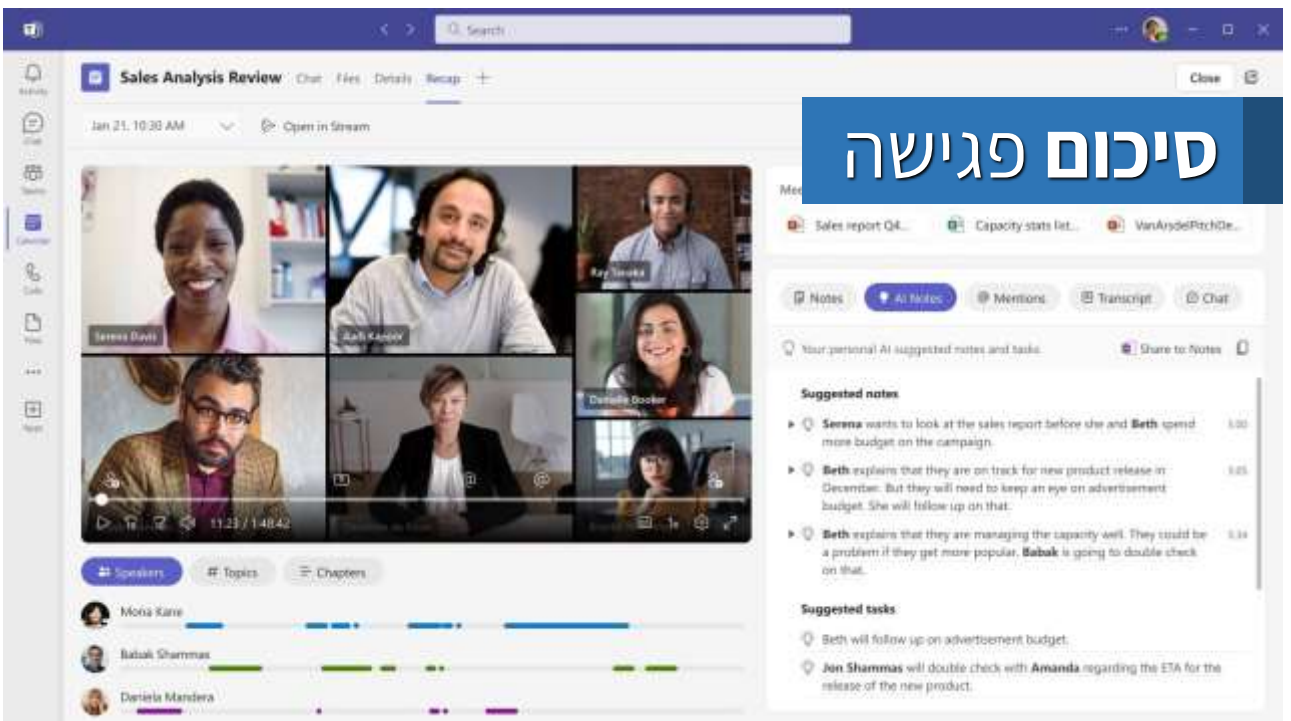 Search
Activity
Sales Analysis Review Chat Files Details Recap
Close
Chat
Jan 21, 10:30 AM
Open in Stream
סיכום פגישה
Teams
Calendar
Calls
Files
Apps
Sales report Q4...
Capacity stats list...
VanArsdelPitchDe...
Serena Davis
Aadi Kapoor
Ray Tanaka
Danielle Booker
11:23 / 1:48:42
1x
Speakers
# Topics
Chapters
Mona Kane
Babak Shammas
Daniela Mandera
Notes
AI Notes
Mentions
Transcript
Chat
Your personal AI suggested notes and tasks
Share to Notes
Suggested notes
Serena wants to look at the sales report before she and Beth spend
more budget on the campaign.
Beth explains that they are on track for new product release in
December. But they will need to keep an eye on advertisement
budget. She will follow up on that.
Beth explains that they are managing the capacity well. They could be
a problem if they get more popular. Babak is going to double check
on that.
Suggested tasks
Beth will follow up on advertisement budget.
Jon Shammas will double check with Amanda regarding the ETA for the
release of the new product.